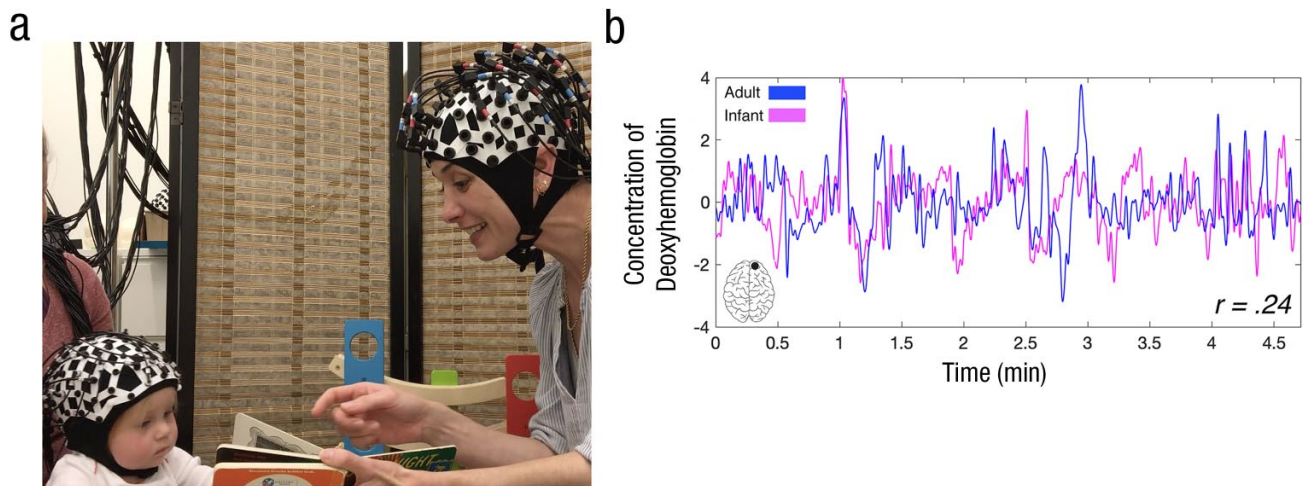 a
b
Adult
Infant
Concentration of
Deoxyhemoglobin
4
2
0
-2
-4
r = .24
0
0.5
1
1.5
2
2.5
3
3.5
4
4.5
Time (min)